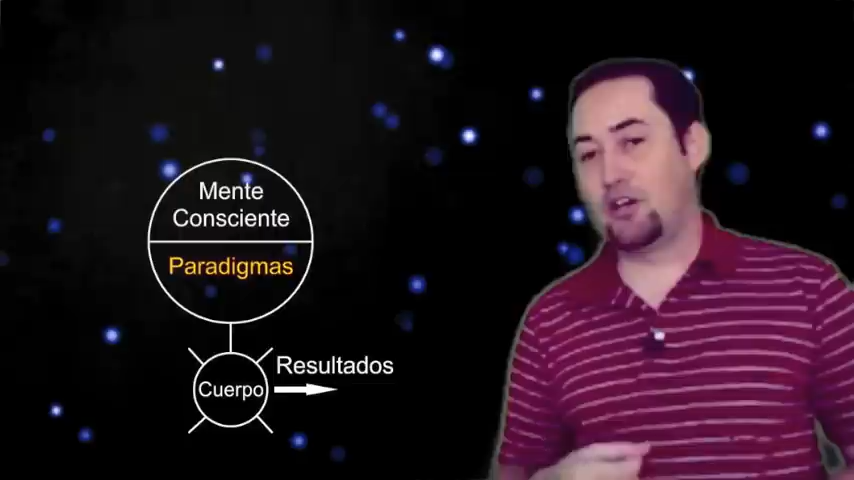 Mente
Consciente
Paradigmas
Resultados
Cuerpo